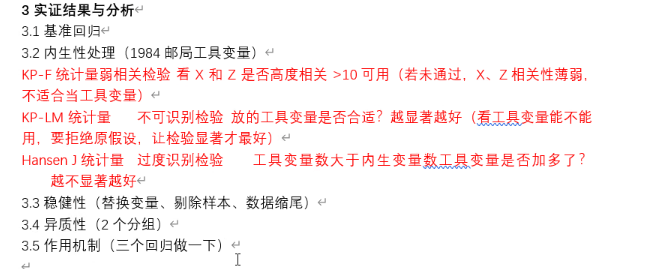 3 实证结果与分析
3.1 基准回归
3.2 内生性处理（1984 邮局工具变量）
KP-F 统计量弱相关检验 看 X 和 Z 是否高度相关 >10 可用（若未通过，X、Z 相关性薄弱，
不适合当工具变量）
KP-LM 统计量 不可识别检验 放的工具变量是否合适？越显著越好（看工具变量能不能
用，要拒绝原假设，让检验显著才最好）
Hansen J 统计量 过度识别检验 工具变量数大于内生变量数工具变量是否加多了？
越不显著越好
3.3 稳健性（替换变量、剔除样本、数据缩尾）
3.4 异质性（2 个分组）
3.5 作用机制（三个回归做一下）